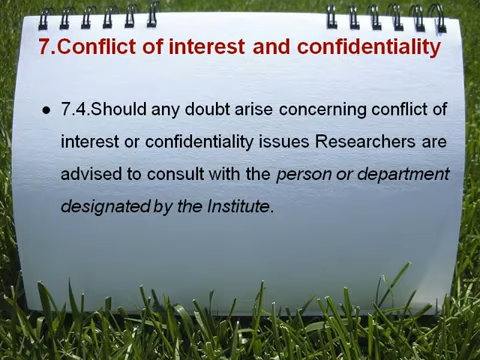 7.Conflict of interest and confidentiality
● 7.4.Should any doubt arise concerning conflict of
interest or confidentiality issues Researchers are
advised to consult with the person or department
designated by the Institute.